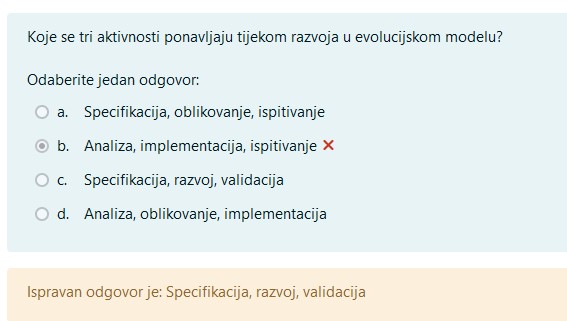 Koje se tri aktivnosti ponavljaju tijekom razvoja u evolucijskom modelu?
Odaberite jedan odgovor:
a. Specifikacija, oblikovanje, ispitivanje
b. Analiza, implementacija, ispitivanje
c. Specifikacija, razvoj, validacija
d. Analiza, oblikovanje, implementacija
Ispravan odgovor je: Specifikacija, razvoj, validacija